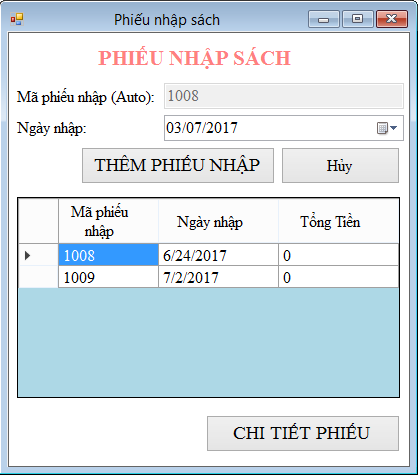 Phiếu nhập sách
PHIẾU NHẬP SÁCH
Mã phiếu nhập (Auto): 1008
Ngày nhập: 03/07/2017
THÊM PHIẾU NHẬP Hủy
Mã phiếu nhập Ngày nhập Tổng Tiền
1008 6/24/2017 0
1009 7/2/2017 0
CHI TIẾT PHIẾU